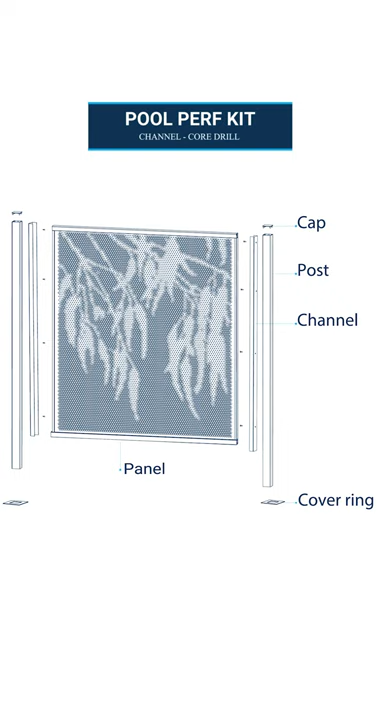 POOL PERF KIT
CHANNEL - CORE DRILL
Cap
Post
Channel
Panel
Cover ring